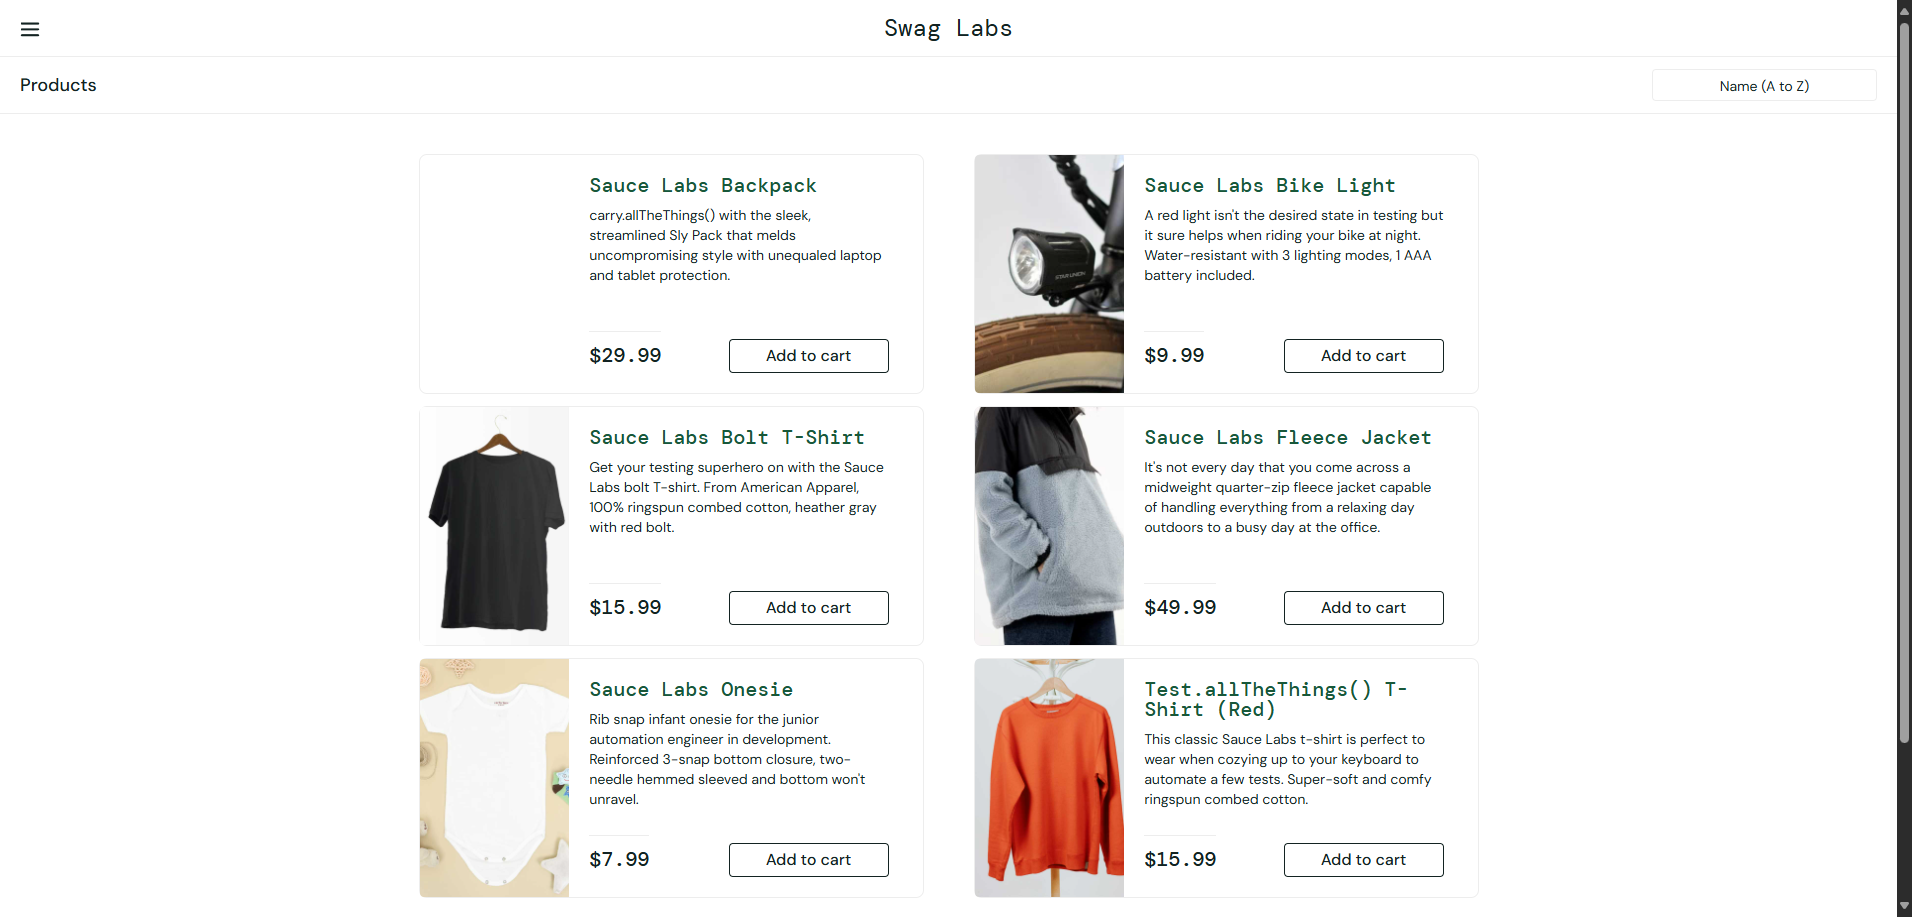 Swag Labs
Products
Name (A to Z)
Sauce Labs Backpack
carry.allTheThings() with the sleek,
streamlined Sly Pack that melds
uncompromising style with unequaled laptop
and tablet protection.
$29.99
Add to cart
Sauce Labs Bike Light
A red light isn't the desired state in testing but
it sure helps when riding your bike at night.
Water-resistant with 3 lighting modes, 1 AAA
battery included.
$9.99
Add to cart
STAR UNION
Sauce Labs Bolt T-Shirt
Get your testing superhero on with the Sauce
Labs bolt T-shirt. From American Apparel,
100% ringspun combed cotton, heather gray
with red bolt.
$15.99
Add to cart
Sauce Labs Fleece Jacket
It's not every day that you come across a
midweight quarter-zip fleece jacket capable
of handling everything from a relaxing day
outdoors to a busy day at the office.
$49.99
Add to cart
Sauce Labs Onesie
Rib snap infant onesie for the junior
automation engineer in development.
Reinforced 3-snap bottom closure, two-
needle hemmed sleeved and bottom won't
unravel.
$7.99
Add to cart
Test.allTheThings() T-
Shirt (Red)
This classic Sauce Labs t-shirt is perfect to
wear when cozying up to your keyboard to
automate a few tests. Super-soft and comfy
ringspun combed cotton.
$15.99
Add to cart